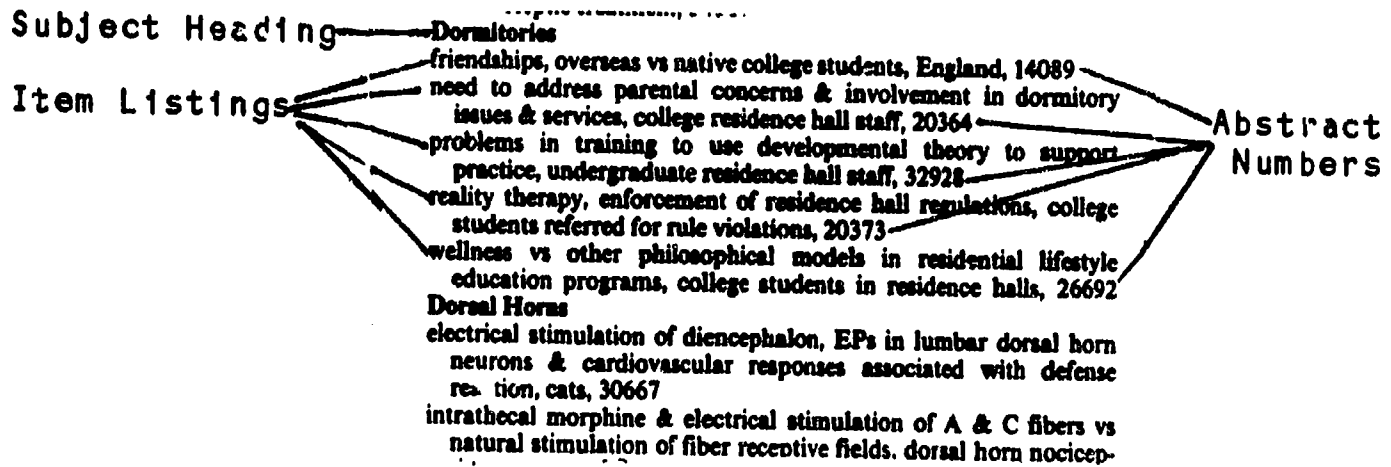 Subject Heading
Dormitories
friendships, overseas vs native college students, England, 14089
Item Listings
need to address parental concerns & involvement in dormitory
issues & services, college residence hall staff, 20364
Abstract
Numbers
problems in training to use developmental theory to support
practice, undergraduate residence hall staff, 32928
reality therapy, enforcement of residence hall regulations, college
students referred for rule violations, 20373
wellness vs other philosophical models in residential lifestyle
education programs, college students in residence halls, 26692
Dorsal Horns
electrical stimulation of diencephalon, EPs in lumbar dorsal horn
neurons & cardiovascular responses associated with defense
tion, cats, 30667
intrathecal morphine & electrical stimulation of A & C fibers vs
natural stimulation of fiber receptive fields, dorsal horn nocicep-